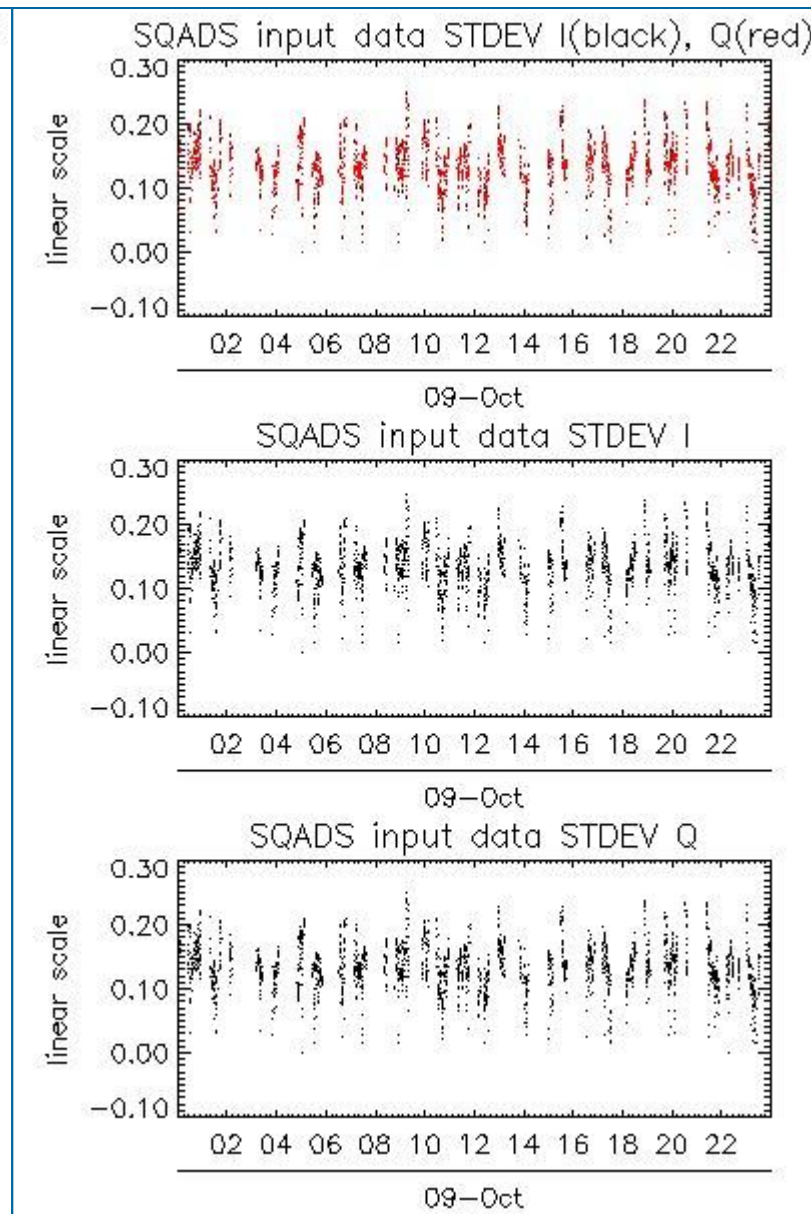 SQADS input data STDEV I(black), Q(red)
0.30
0.20
0.10
0.00
-0.10
linear scale
02 04 06 08 10 12 14 16 18 20 22
09-Oct
SQADS input data STDEV I
0.30
0.20
0.10
0.00
-0.10
linear scale
02 04 06 08 10 12 14 16 18 20 22
09-Oct
SQADS input data STDEV Q
0.30
0.20
0.10
0.00
-0.10
linear scale
02 04 06 08 10 12 14 16 18 20 22
09-Oct